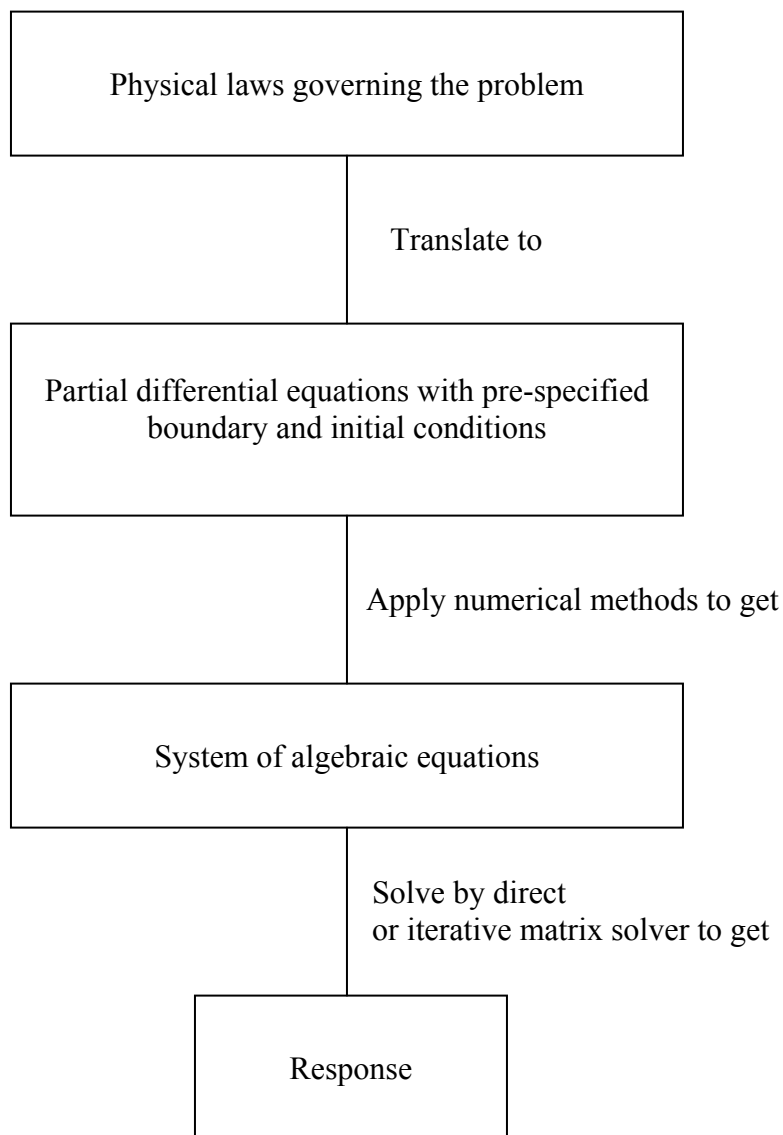 Physical laws governing the problem
Translate to
Partial differential equations with pre-specified
boundary and initial conditions
Apply numerical methods to get
System of algebraic equations
Solve by direct
or iterative matrix solver to get
Response